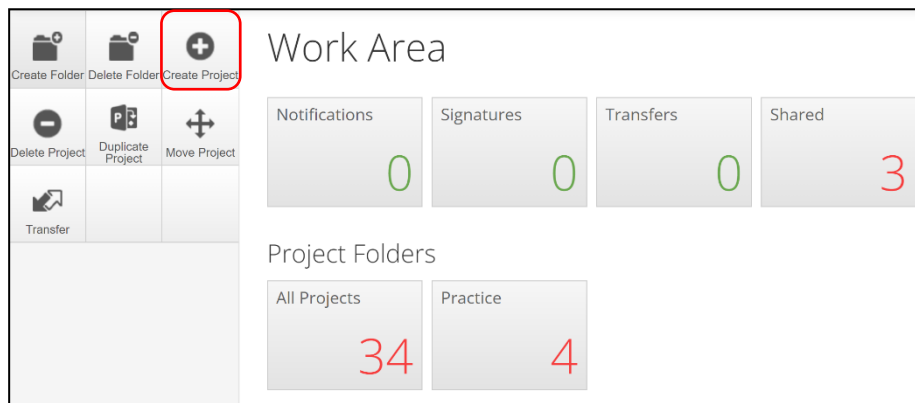 Create Folder
Delete Folder
Create Project
Delete Project
Duplicate
Project
Move Project
Transfer
Work Area
Notifications
0
Signatures
0
Transfers
0
Shared
3
Project Folders
All Projects
34
Practice
4